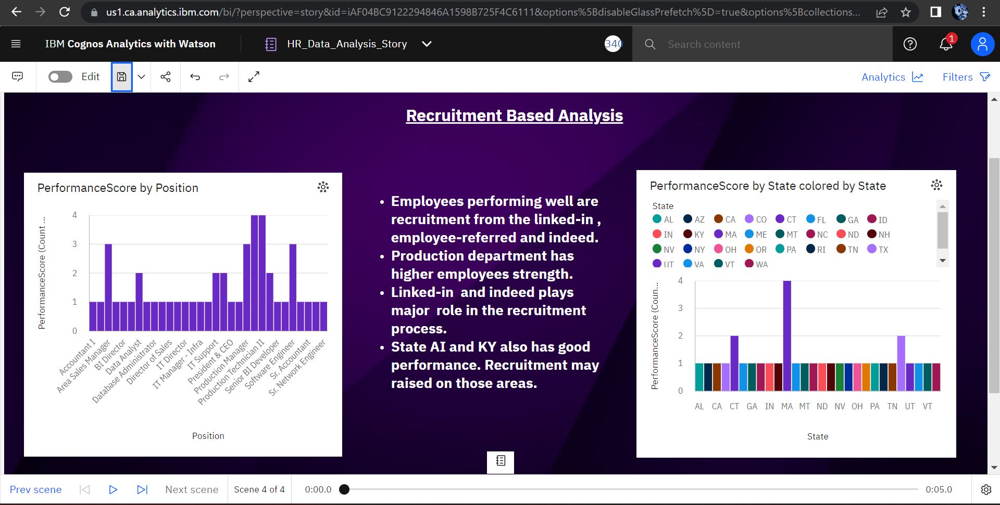 us1.ca.analytics.ibm.com/bi/?perspective=story&id=iAF04BC9122294846A1598B725F4C6111&options%5BdisableGlassPrefetch%5D=true&options%5Bcollections...
IBM Cognos Analytics with Watson
HR_Data_Analysis_Story
340
Search content
1
Edit
Analytics
Filters
Recruitment Based Analysis
PerformanceScore by Position
PerformanceScore (Count ...
4
3
2
1
0
Accountant I
Area Sales Manager
BI Director
Data Analyst
Database Administrator
Director of Sales
IT Director
IT Manager - Infra
IT Support
President & CEO
Production Manager
Production Technician II
Senior BI Developer
Software Engineer
Sr. Accountant
Sr. Network Engineer
Position
• Employees performing well are
recruitment from the linked-in ,
employee-referred and indeed.
• Production department has
higher employees strength.
• Linked-in  and indeed plays
major  role in the recruitment
process.
• State AI and KY also has good
performance. Recruitment may
raised on those areas.
PerformanceScore by State colored by State
State
AL AZ CA CO CT FL GA ID
IN KY MA ME MT NC ND NH
NV NY OH OR PA RI TN TX
UT VA VT WA
PerformanceScore (Coun...
4
3
2
1
0
AL CA CT GA IN MA MT ND NV OH PA TN UT VT
State
Prev scene
Next scene
Scene 4 of 4
0:00.0
0:05.0